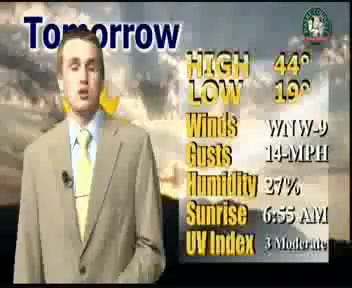 Tomorrow
HIGH 44°
LOW 19°
Winds WNW-9
Gusts 14-MPH
Humidity 27%
Sunrise 6:55 AM
UV Index 3 Moderate